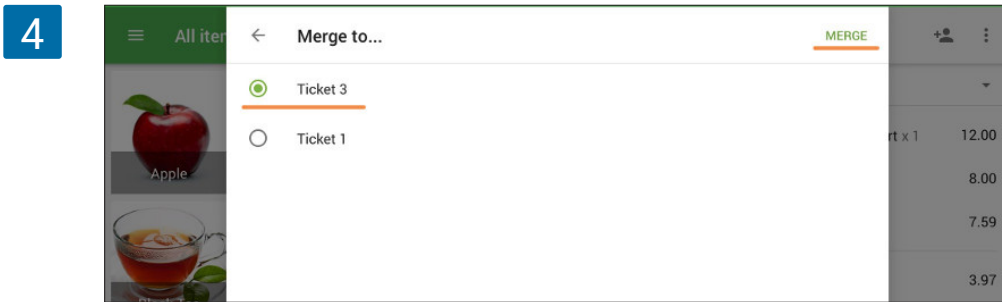 4
All iter
Merge to...
MERGE
Ticket 3
Ticket 1
rt x 1
12.00
Apple
8.00
7.59
3.97